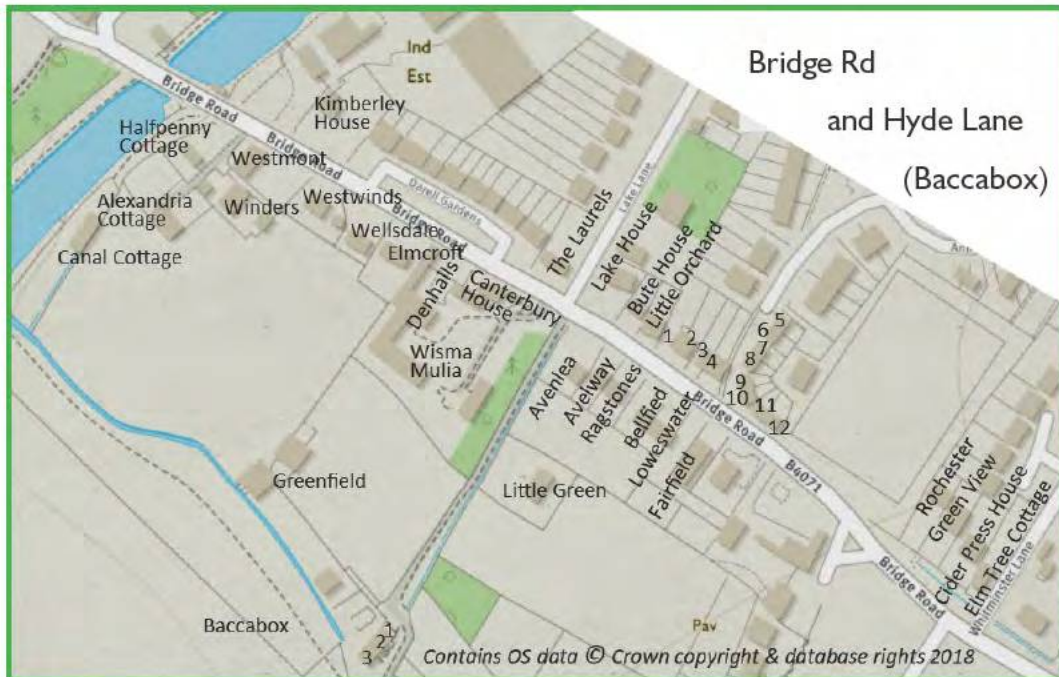 Bridge Rd
and Hyde Lane
(Baccabox)
Ind
Est
Bridge Road
Kimberley
House
Halfpenny
Cottage
Bridge Road
Westmont
Alexandria
Cottage
Winders
Westwinds
Darell Gardens
Bridge Road
Wellsdale
Elmcroft
Canal Cottage
Denhalls
Canterbury
House
The Laurels
Lake Lane
Lake House
Bute House
Little Orchard
Wisma
Mulia
1
2
3
4
5
6
7
8
9
10
11
12
Avenlea
Avelway
Ragstones
Bellfied
Loweswater
Fairfield
Bridge Road
B4071
Greenfield
Little Green
Rochester
Green View
Cider Press House
Elm Tree Cottage
Whitminster Lane
Bridge Road
Baccabox
1
2
3
Pav
Contains OS data © Crown copyright & database rights 2018